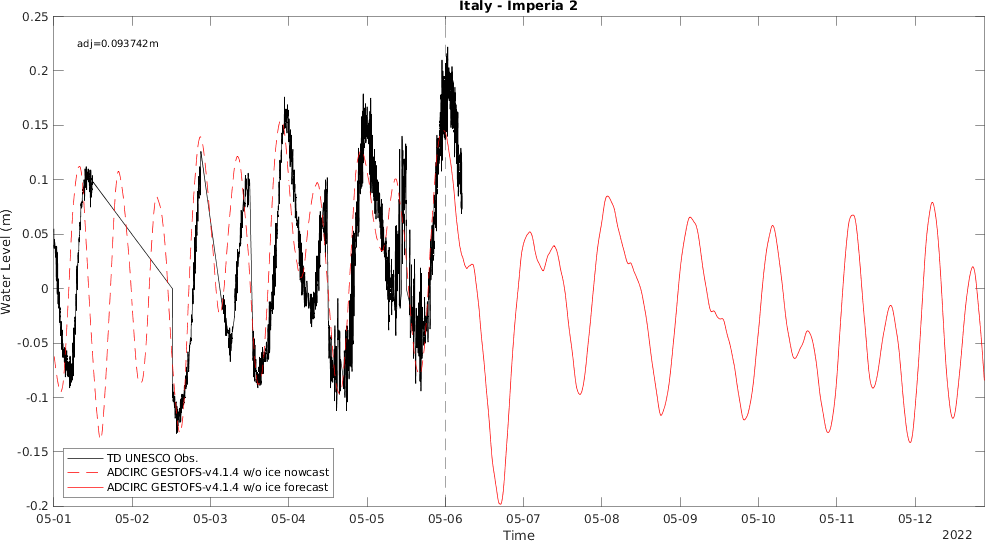 Italy - Imperia 2
adj=0.093742m
0.25
0.2
0.15
0.1
0.05
0
-0.05
-0.1
-0.15
-0.2
Water Level (m)
TD UNESCO Obs.
ADCIRC GESTOFS-v4.1.4 w/o ice nowcast
ADCIRC GESTOFS-v4.1.4 w/o ice forecast
05-01 05-02 05-03 05-04 05-05 05-06 05-07 05-08 05-09 05-10 05-11 05-12
Time
2022